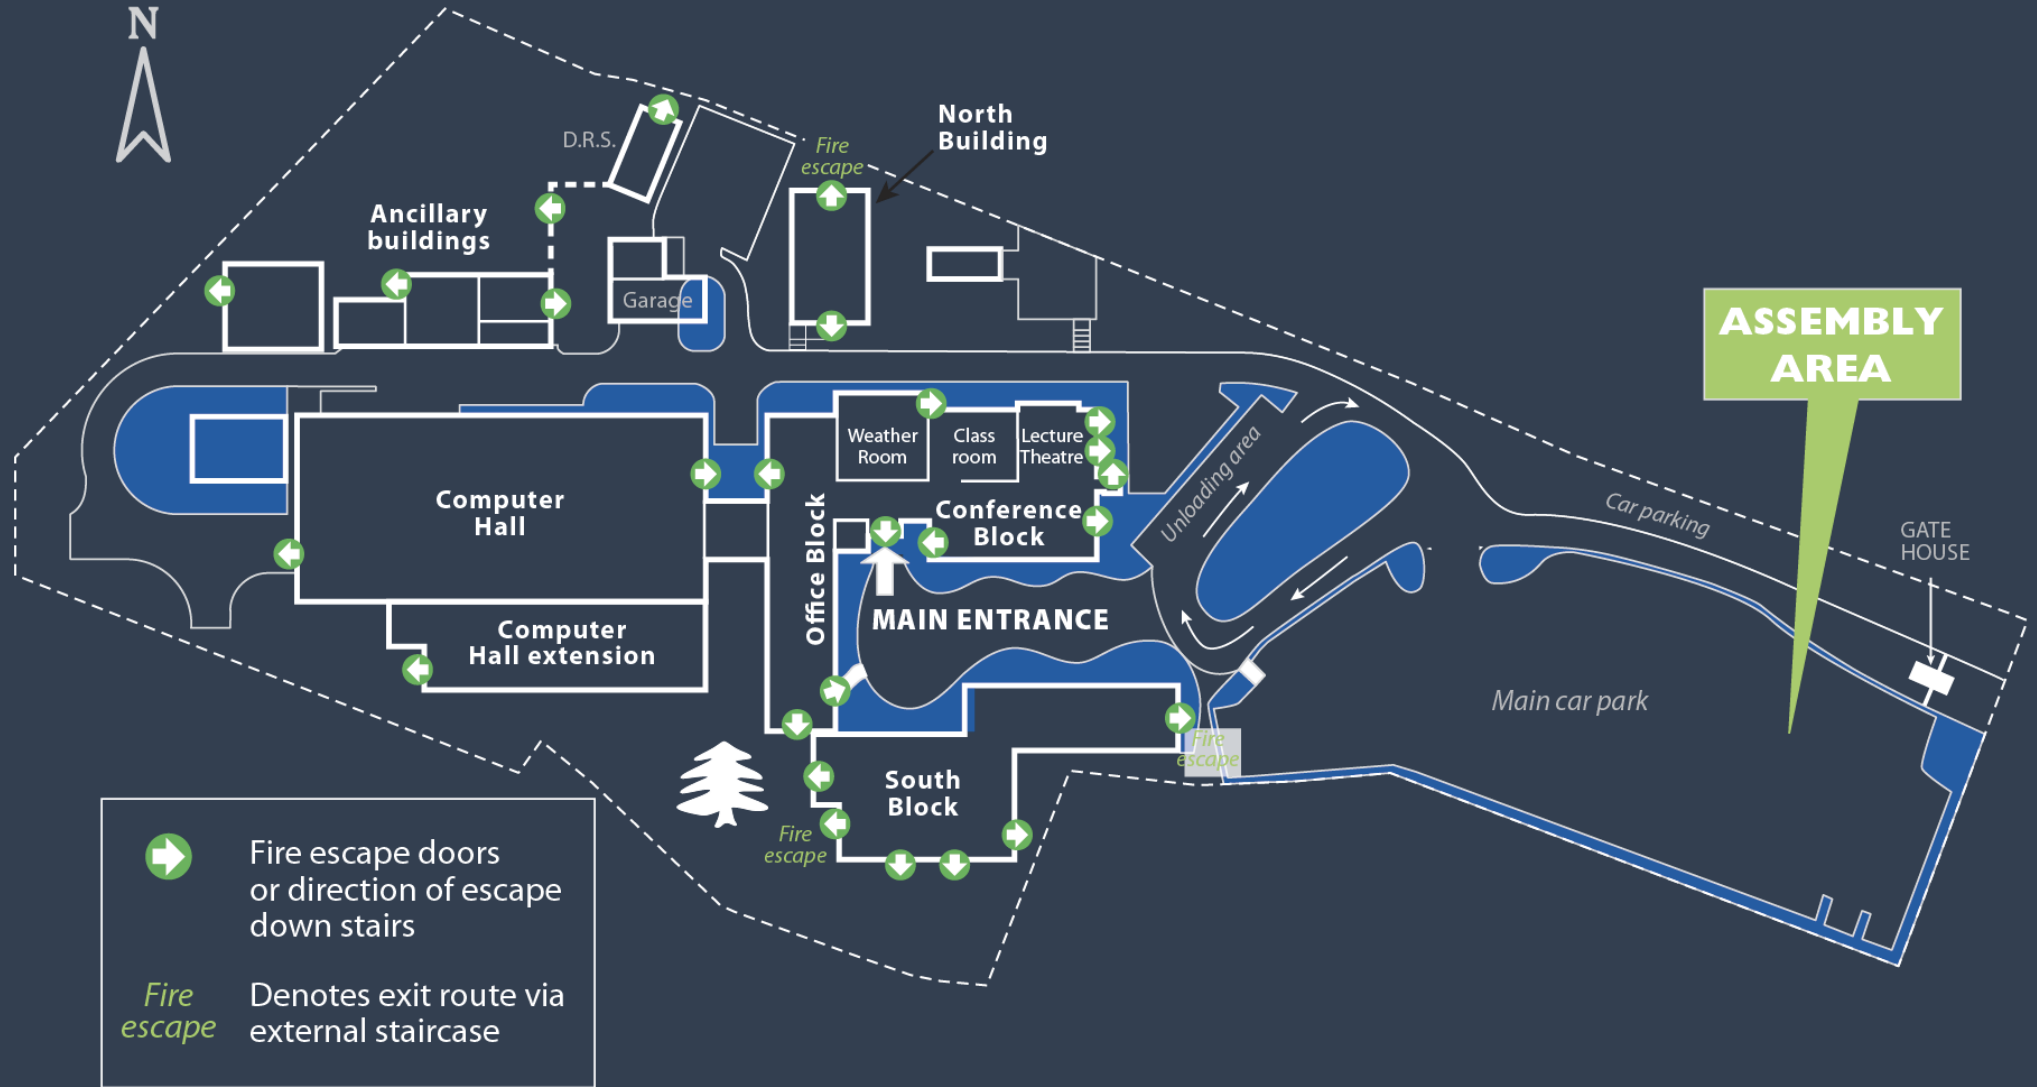 N
North
Building
Fire
escape
D.R.S.
Ancillary
buildings
Garage
ASSEMBLY
AREA
Weather
Room
Class
room
Lecture
Theatre
Unloading area
Computer
Hall
Conference
Block
Office Block
Car parking
GATE
HOUSE
MAIN ENTRANCE
Computer
Hall extension
Main car park
Fire
escape
South
Block
Fire
escape
Fire escape doors
or direction of escape
down stairs
Fire
escape
Denotes exit route via
external staircase